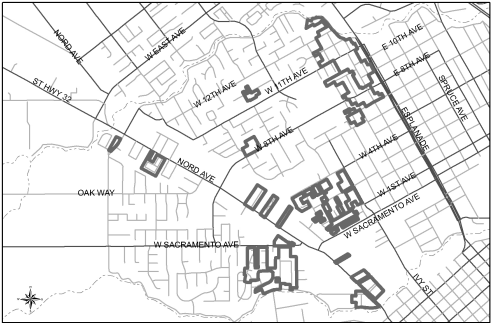 NORD AVE
W EAST AVE
E 10TH AVE
E 8TH AVE
ST HWY 32
W 12TH AVE
W 11TH AVE
SPRUCE AVE
ESPLANADE
W 8TH AVE
W 4TH AVE
NORD AVE
OAK WAY
W 1ST AVE
W SACRAMENTO AVE
W SACRAMENTO AVE
IVY ST